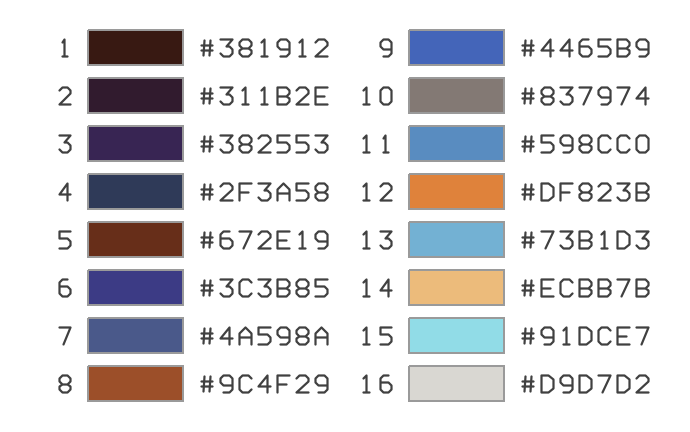 1 #381912
2 #311B2E
3 #382553
4 #2F3A58
5 #672E19
6 #3C3B85
7 #4A598A
8 #9C4F29
9 #4465B9
10 #837974
11 #598CC0
12 #DF823B
13 #73B1D3
14 #ECBB7B
15 #91DCE7
16 #D9D7D2